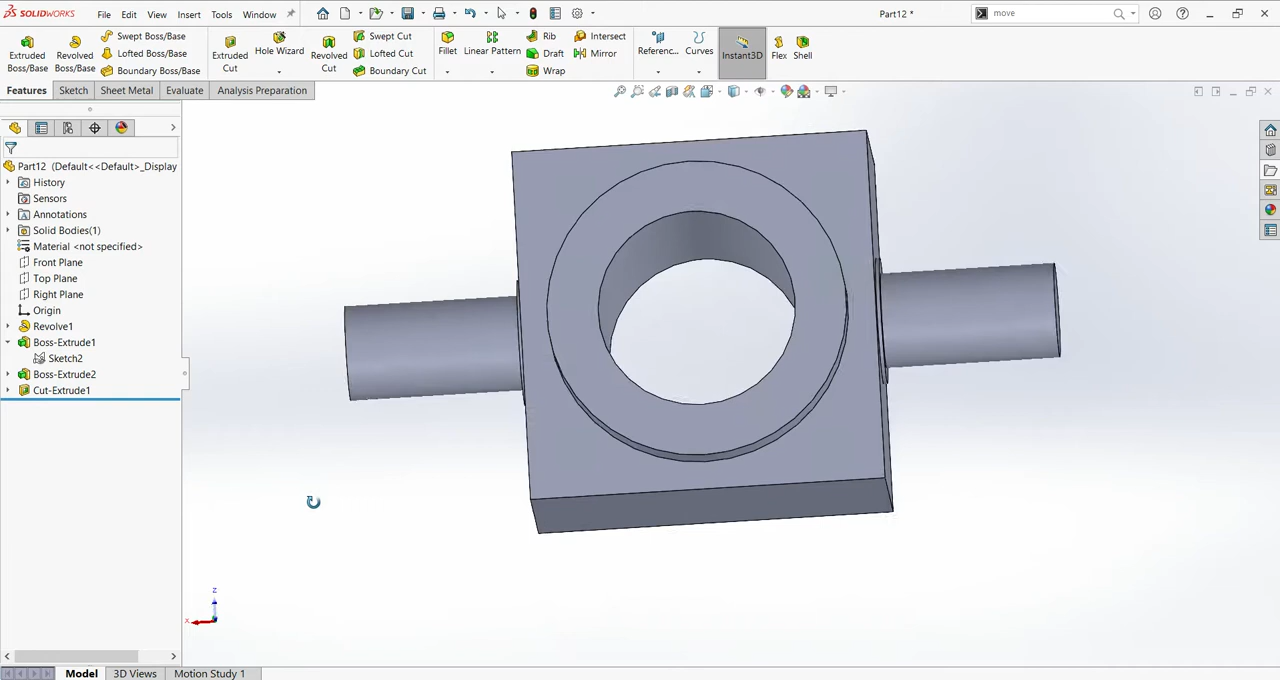 SOLIDWORKS File Edit View Insert Tools Window Part12 * move
Extruded Boss/Base Revolved Boss/Base Swept Boss/Base Lofted Boss/Base Boundary Boss/Base Extruded Cut Hole Wizard Revolved Cut Swept Cut Lofted Cut Boundary Cut Fillet Linear Pattern Rib Draft Wrap Intersect Mirror Referenc... Curves Instant3D Flex Shell
Features Sketch Sheet Metal Evaluate Analysis Preparation
Part12 (Default<<Default>_Display
History
Sensors
Annotations
Solid Bodies(1)
Material <not specified>
Front Plane
Top Plane
Right Plane
Origin
Revolve1
Boss-Extrude1
Sketch2
Boss-Extrude2
Cut-Extrude1
z
x
Model 3D Views Motion Study 1